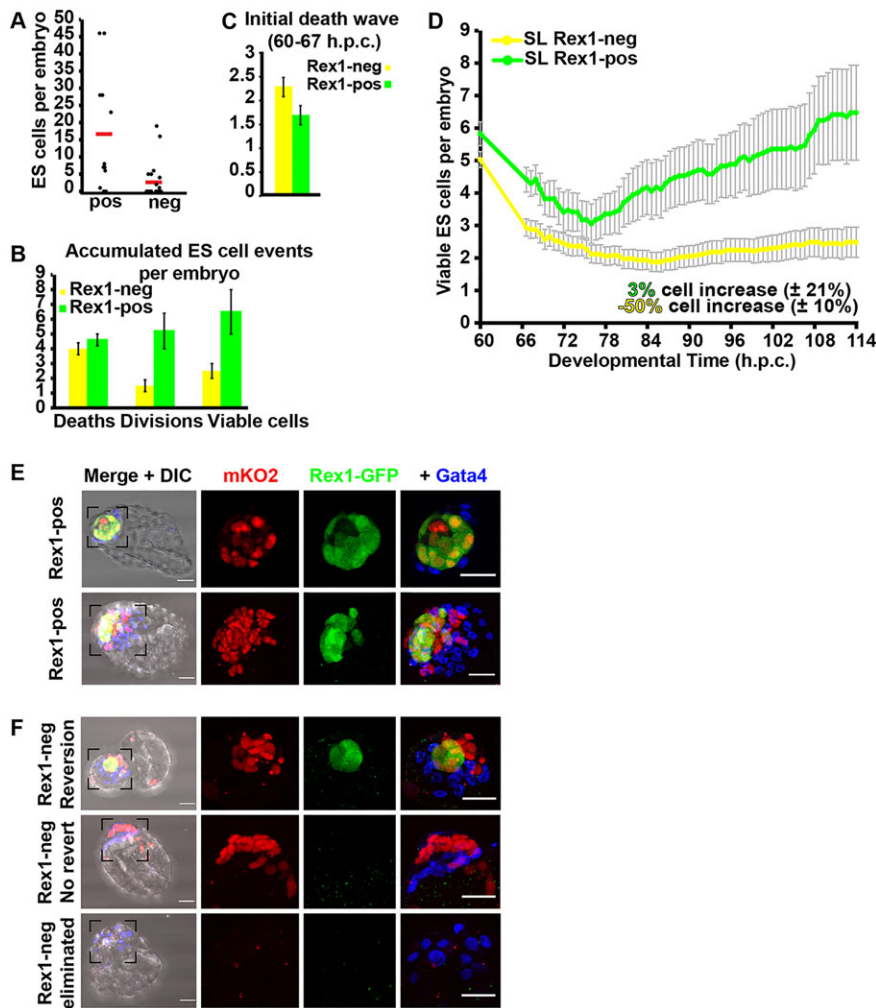 A
ES cells per embryo
45
40
35
30
25
20
15
10
5
0
pos neg
C Initial death wave
(60-67 h.p.c.)
Rex1-neg
Rex1-pos
2.5
2
1.5
1
.5
0
B Accumulated ES cell events
per embryo
Rex1-neg
Rex1-pos
9
8
7
6
5
4
3
2
1
0
Deaths Divisions Viable cells
D
SL Rex1-neg
SL Rex1-pos
Viable ES cells per embryo
9
8
7
6
5
4
3
2
1
0
3% cell increase (± 21%)
-50% cell increase (± 10%)
60 66 72 78 84 90 96 102 108 114
Developmental Time (h.p.c.)
E
Merge + DIC mKO2 Rex1-GFP + Gata4
Rex1-pos
Rex1-pos
F
Rex1-neg
Reversion
Rex1-neg
No revert
Rex1-neg
eliminated